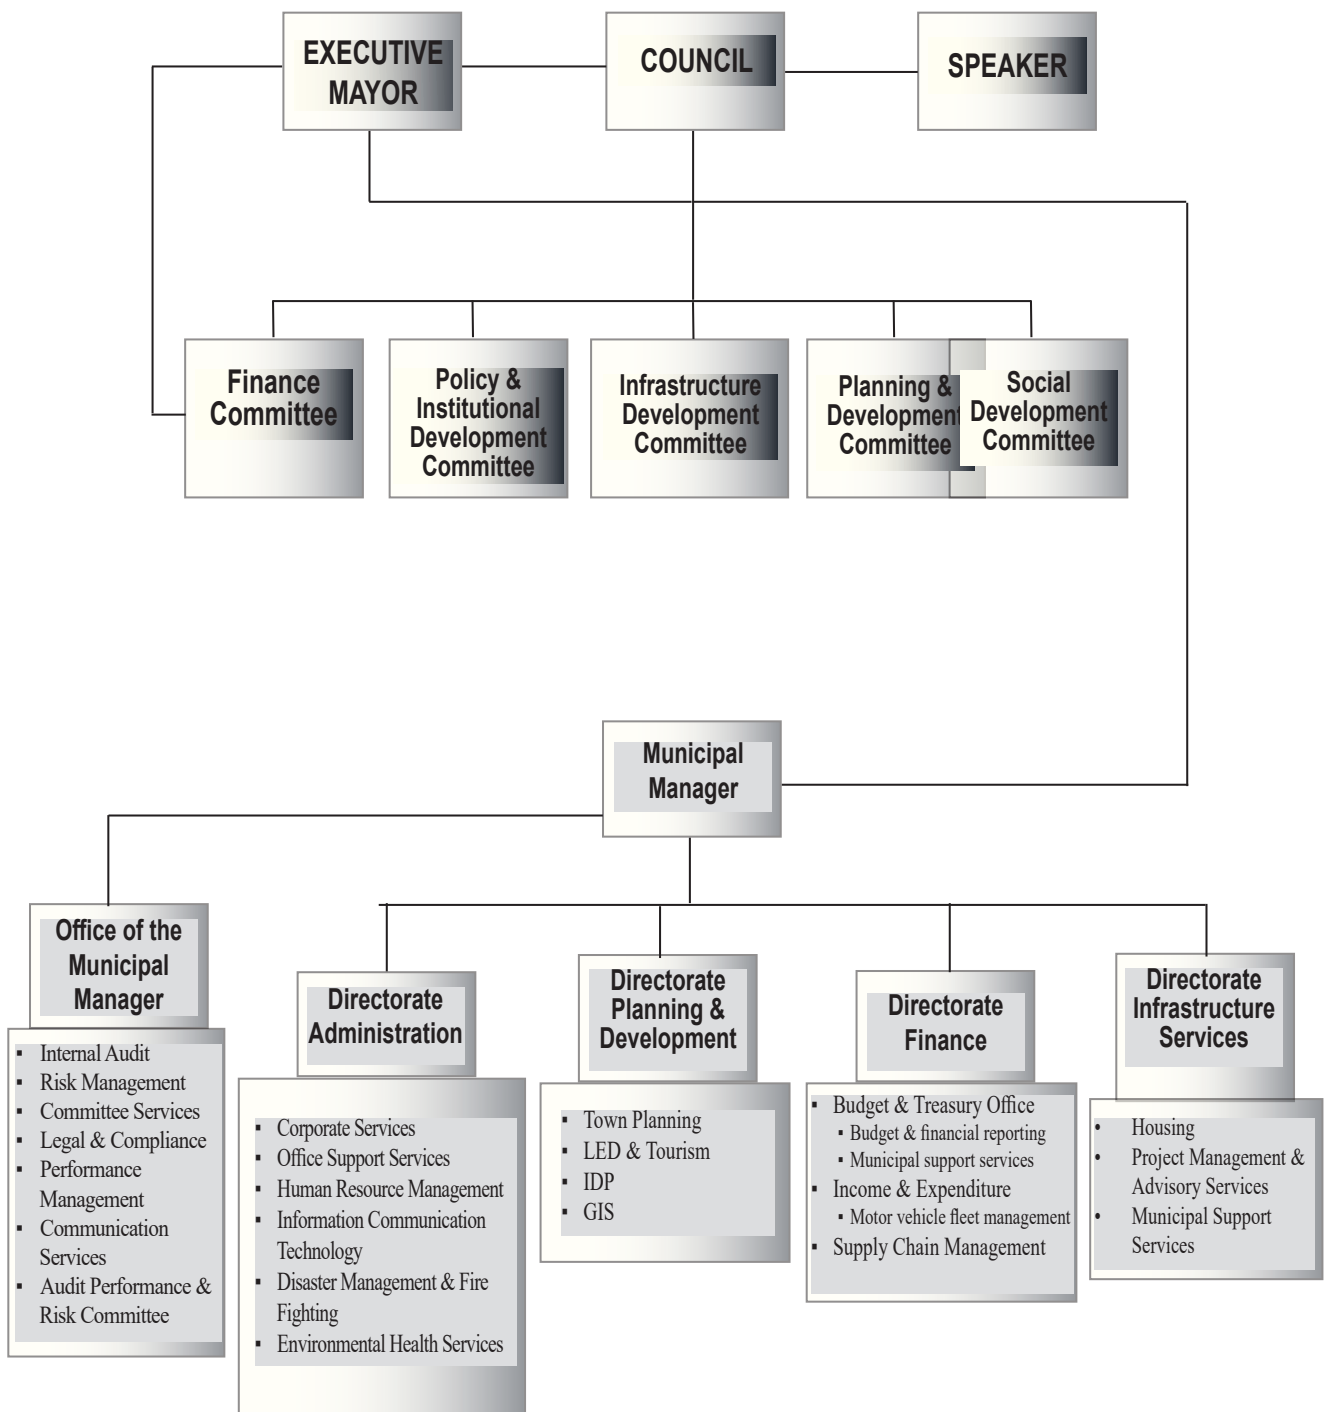 EXECUTIVE
MAYOR
COUNCIL
SPEAKER
Finance
Committee
Policy &
Institutional
Development
Committee
Infrastructure
Development
Committee
Planning &
Development
Committee
Social
Development
Committee
Municipal
Manager
Office of the
Municipal
Manager
▪ Internal Audit
▪ Risk Management
▪ Committee Services
▪ Legal & Compliance
▪ Performance
Management
▪ Communication
Services
▪ Audit Performance &
Risk Committee
Directorate
Administration
▪ Corporate Services
▪ Office Support Services
▪ Human Resource Management
▪ Information Communication
Technology
▪ Disaster Management & Fire
Fighting
▪ Environmental Health Services
Directorate
Planning &
Development
▪ Town Planning
▪ LED & Tourism
▪ IDP
▪ GIS
Directorate
Finance
▪ Budget & Treasury Office
▪ Budget & financial reporting
▪ Municipal support services
▪ Income & Expenditure
▪ Motor vehicle fleet management
▪ Supply Chain Management
Directorate
Infrastructure
Services
• Housing
• Project Management &
Advisory Services
• Municipal Support
Services